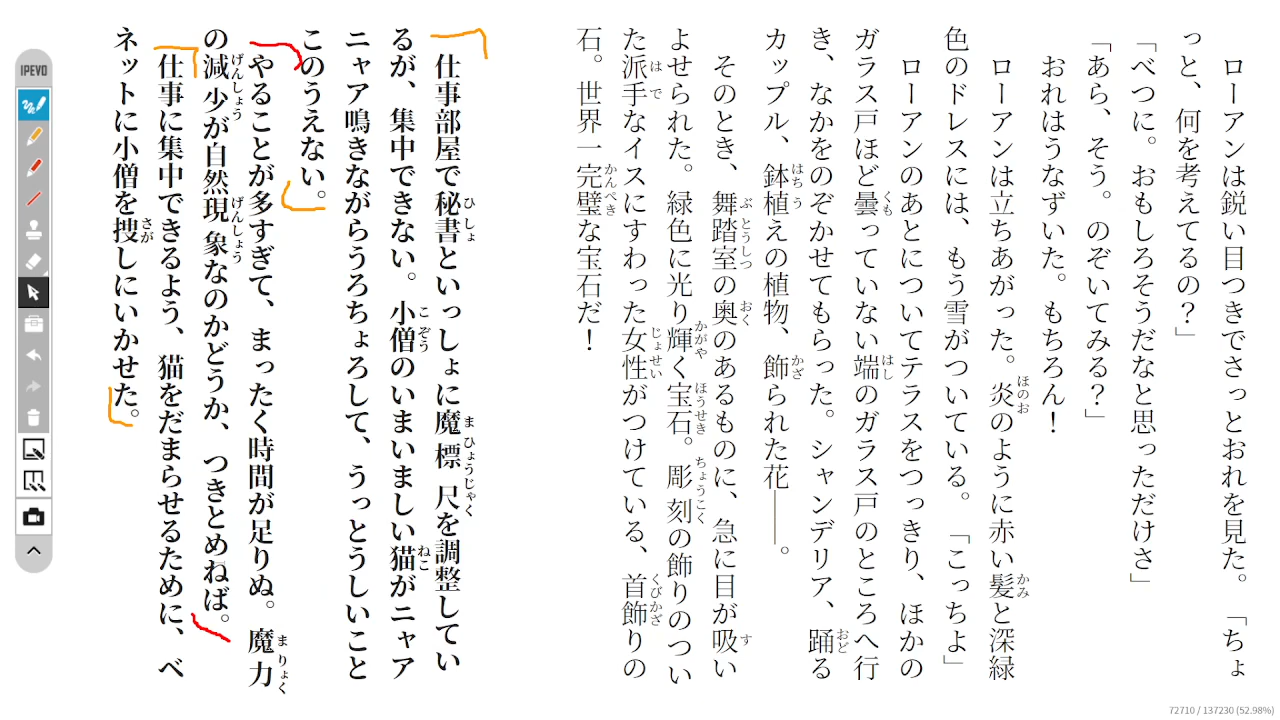 ローアンは鋭い目つきでさっとおれを見た。「ちょ
っと、何を考えてるの?」
「べつに。おもしろそうだなと思っただけさ」
「あら、そう。のぞいてみる?」
おれはうなずいた。もちろん!
ローアンは立ちあがった。炎のように赤い髪と深緑
色のドレスには、もう雪がついている。「こっちよ」
ローアンのあとについてテラスをつっきり、ほかの
ガラス戸ほど曇っていない端のガラス戸のところへ行
き、なかをのぞかせてもらった。シャンデリア、踊る
カップル、鉢植えの植物、飾られた花――。
そのとき、舞踏室の奥のあるものに、急に目が吸い
よせられた。緑色に光り輝く宝石。彫刻の飾りのつい
た派手なイスにすわった女性がつけている、首飾りの
石。世界一完璧な宝石だ!
仕事部屋で秘書といっしょに魔標尺を調整してい
るが、集中できない。小僧のいまいましい猫がニャア
ニャア鳴きながらうろちょろして、うっとうしいこと
このうえない。
やることが多すぎて、まったく時間が足りぬ。魔力
の減少が自然現象なのかどうか、つきとめねば。
仕事に集中できるよう、猫をだまらせるために、ベ
ネットに小僧を捜しにいかせた。
IPEVO
72710 / 137230 (52.98%)